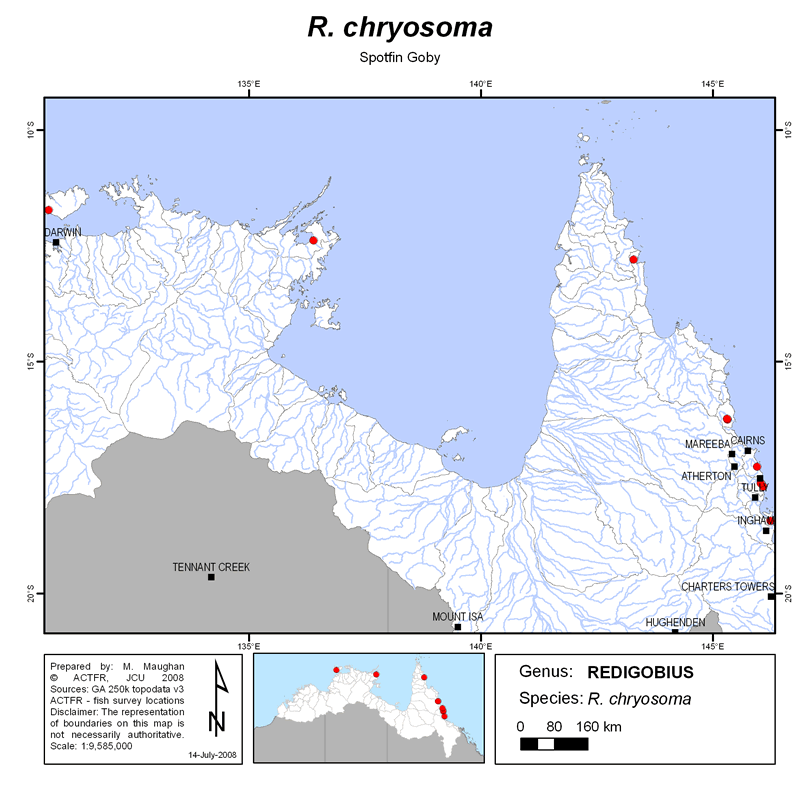 R. chryosoma
Spotfin Goby
135°E 140°E 145°E
10°S 10°S
DARWIN
15°S 15°S
MAREEBA CAIRNS
ATHERTON
INGHAM
TENNANT CREEK
20°S 20°S
CHARTERS TOWERS
MOUNT ISA
HUGHENDEN
135°E 140°E 145°E
Prepared by: M. Maughan
© ACTFR, JCU 2008
Sources: GA 250k topodata v3
ACTFR - fish survey locations
Disclaimer: The representation
of boundaries on this map is
not necessarily authoritative.
Scale: 1:9,585,000
N
14-July-2008
Genus: REDIGOBIUS
Species: R. chryosoma
0 80 160 km